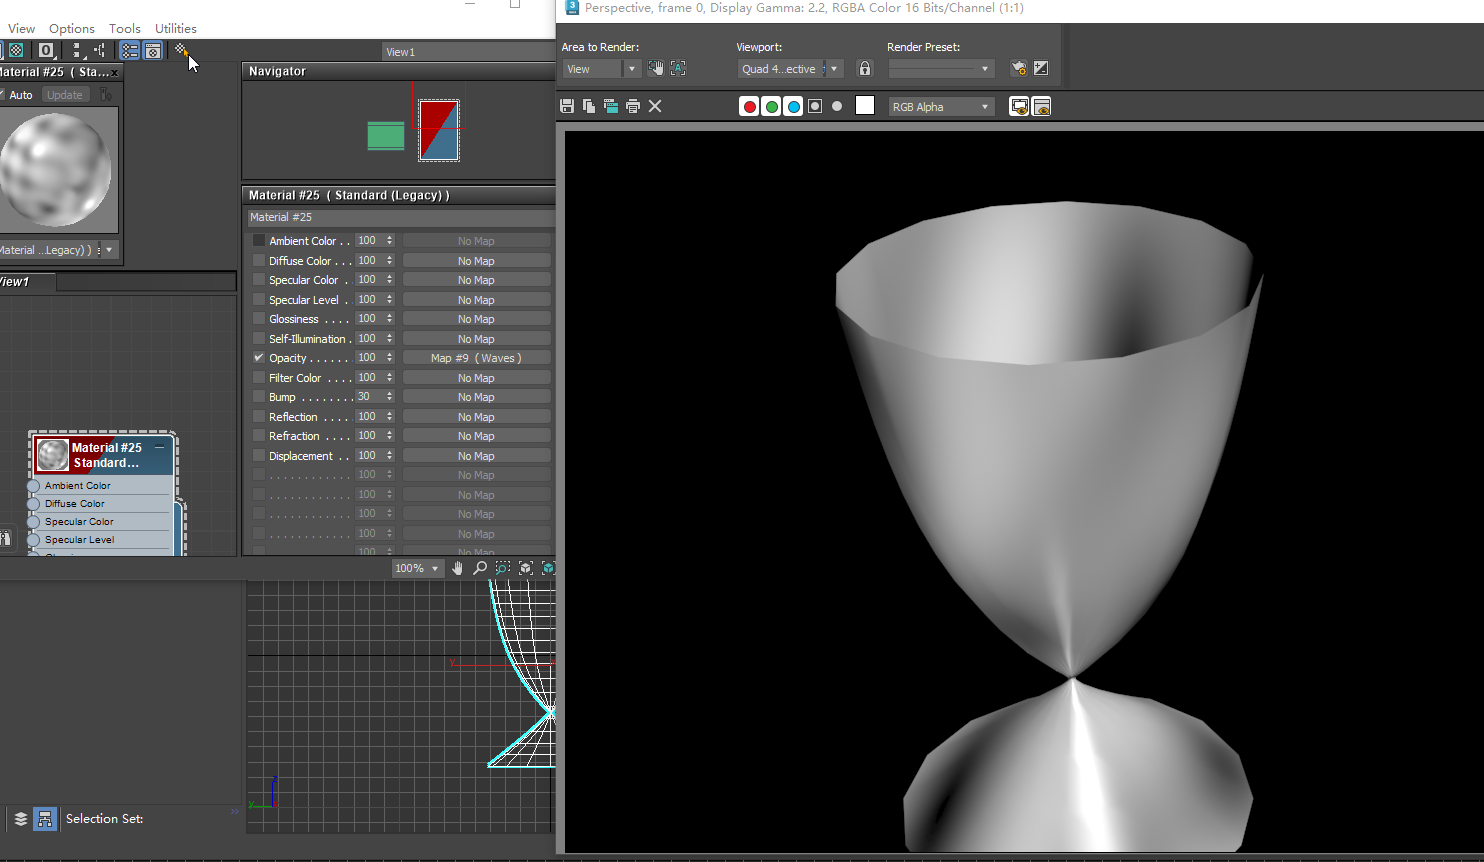 Perspective, frame 0, Display Gamma: 2.2, RGBA Color 16 Bits/Channel (1:1)
View Options Tools Utilities
View1
Area to Render: Viewport: Render Preset:
View Quad 4...ective
RGB Alpha
Material #25 ( Sta...
Auto Update
Material ...Legacy) )
View1
Navigator
Material #25 ( Standard (Legacy) )
Material #25
Ambient Color . . 100 No Map
Diffuse Color . . . 100 No Map
Specular Color . 100 No Map
Specular Level . 100 No Map
Glossiness . . . . 100 No Map
Self-Illumination . 100 No Map
Opacity . . . . . . 100 Map #9 ( Waves )
Filter Color . . . . 100 No Map
Bump . . . . . . . . 30 No Map
Reflection . . . . 100 No Map
Refraction . . . . 100 No Map
Displacement . . 100 No Map
. . . . . . . . . . . . 100 No Map
. . . . . . . . . . . . 100 No Map
. . . . . . . . . . . . 100 No Map
. . . . . . . . . . . . 100 No Map
100 No Map
Material #25
Standard...
Ambient Color
Diffuse Color
Specular Color
Specular Level
100%
y
z
y
Selection Set: